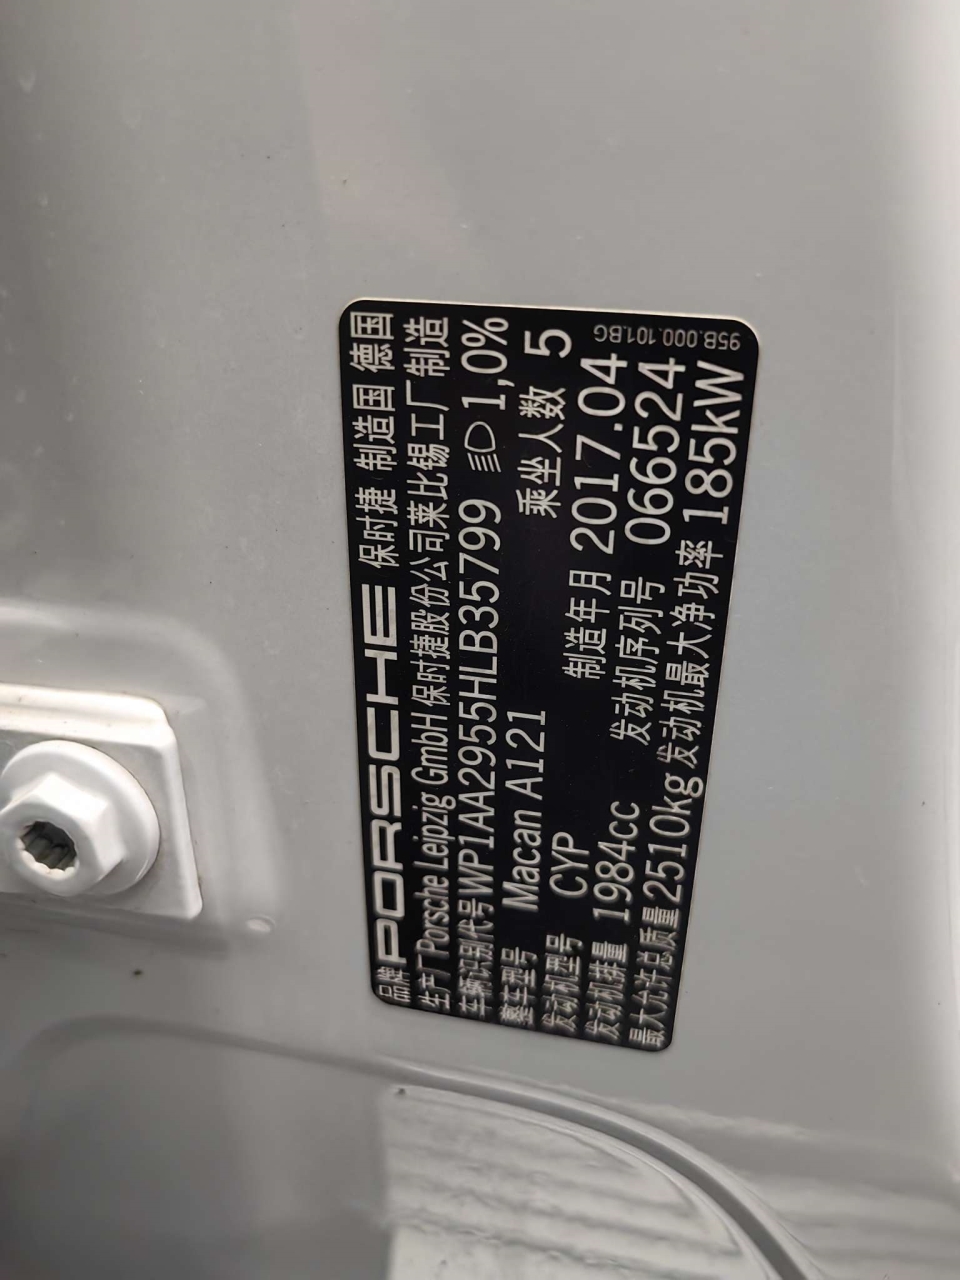 品牌 PORSCHE 保时捷 制造国 德国
生产厂 Porsche Leipzig GmbH 保时捷股份公司莱比锡工厂制造
车辆识别代号 WP1AA2955HLB35799 1,0%
整车型号 Macan A121 乘坐人数 5
发动机型号 CYP 制造年月 2017.04
发动机排量 1984cc 发动机序列号 066524
最大允许总质量 2510kg 发动机最大净功率 185kW
95B.000.101.BG